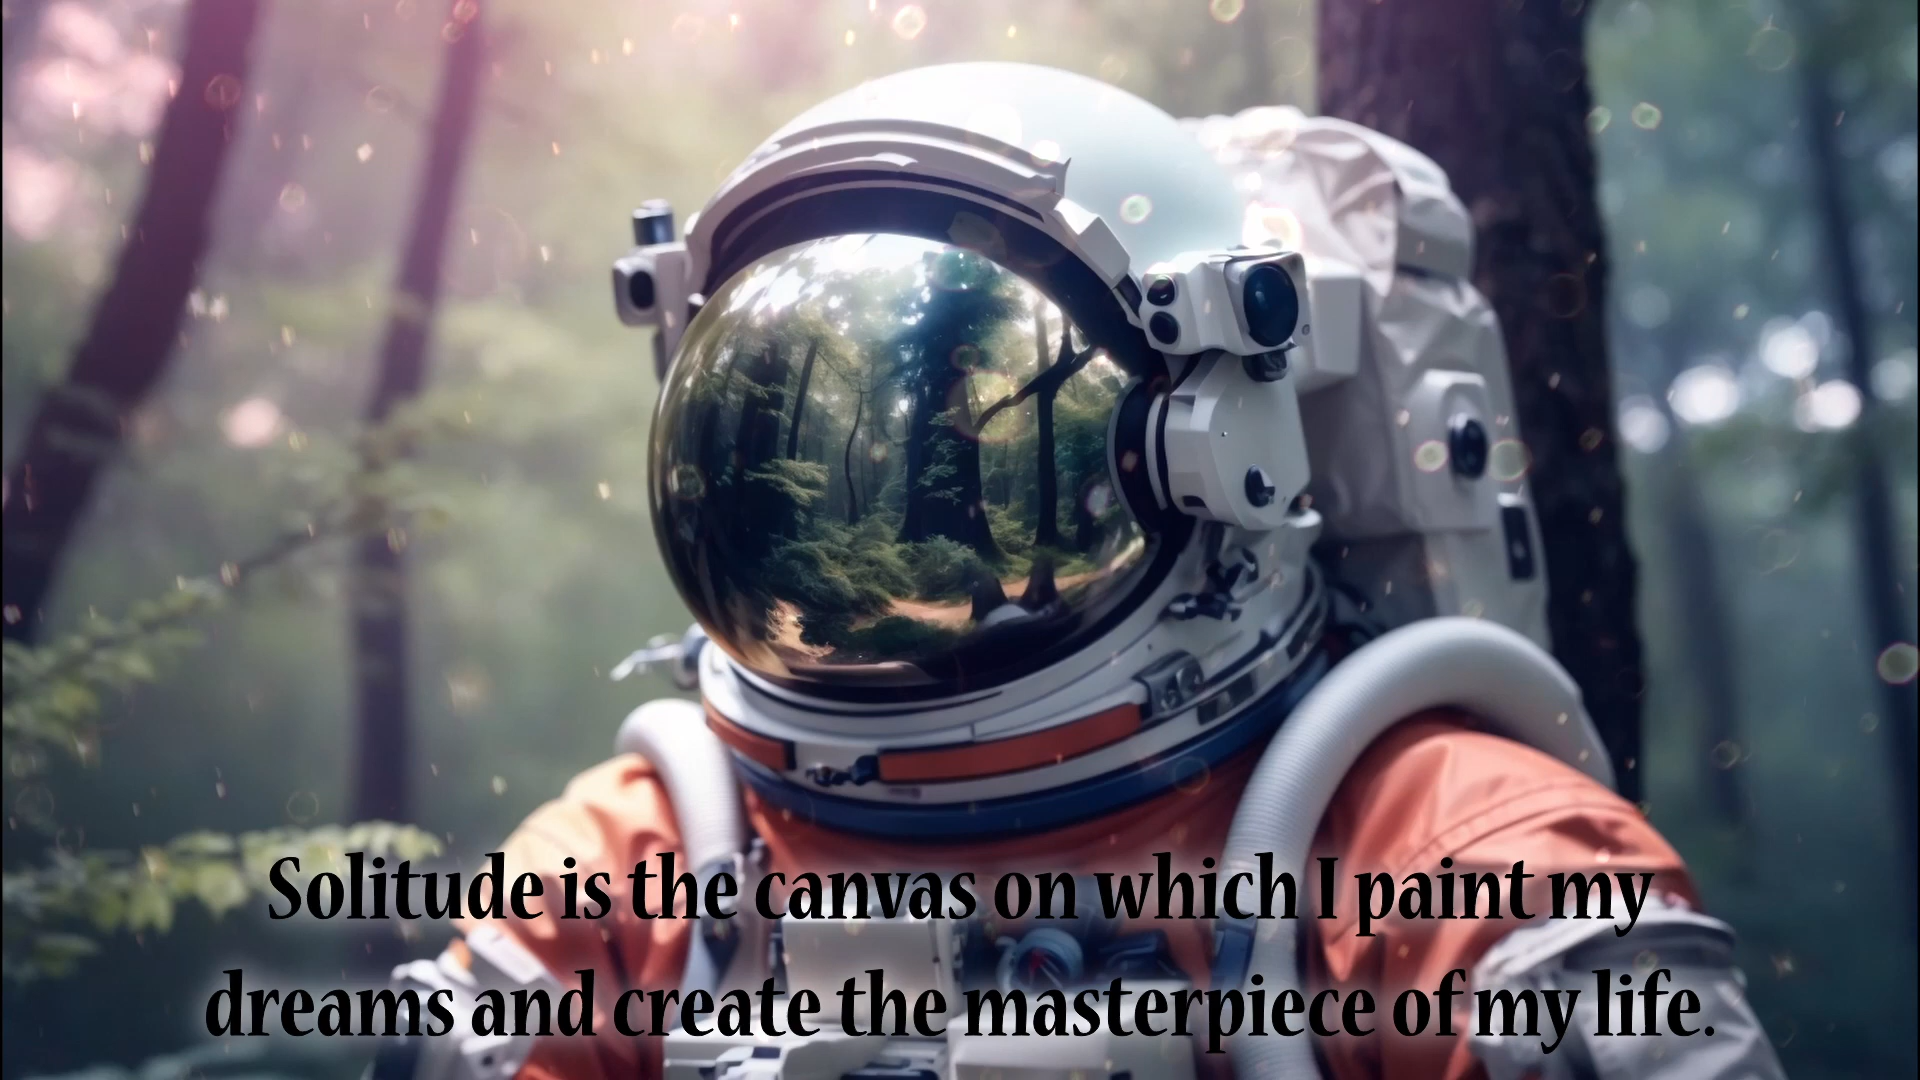 Solitude is the canvas on which I paint my
dreams and create the masterpiece of my life.